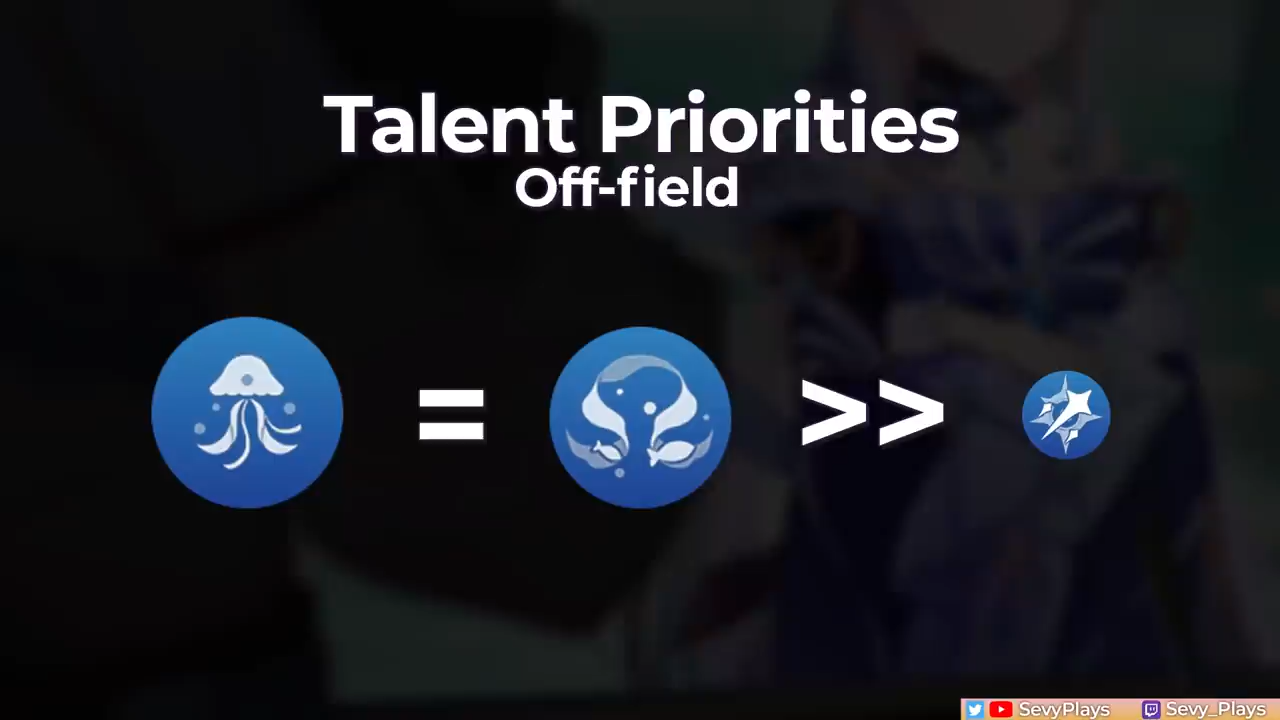 Talent Priorities
Off-field
= >>
SevyPlays Sevy_Plays